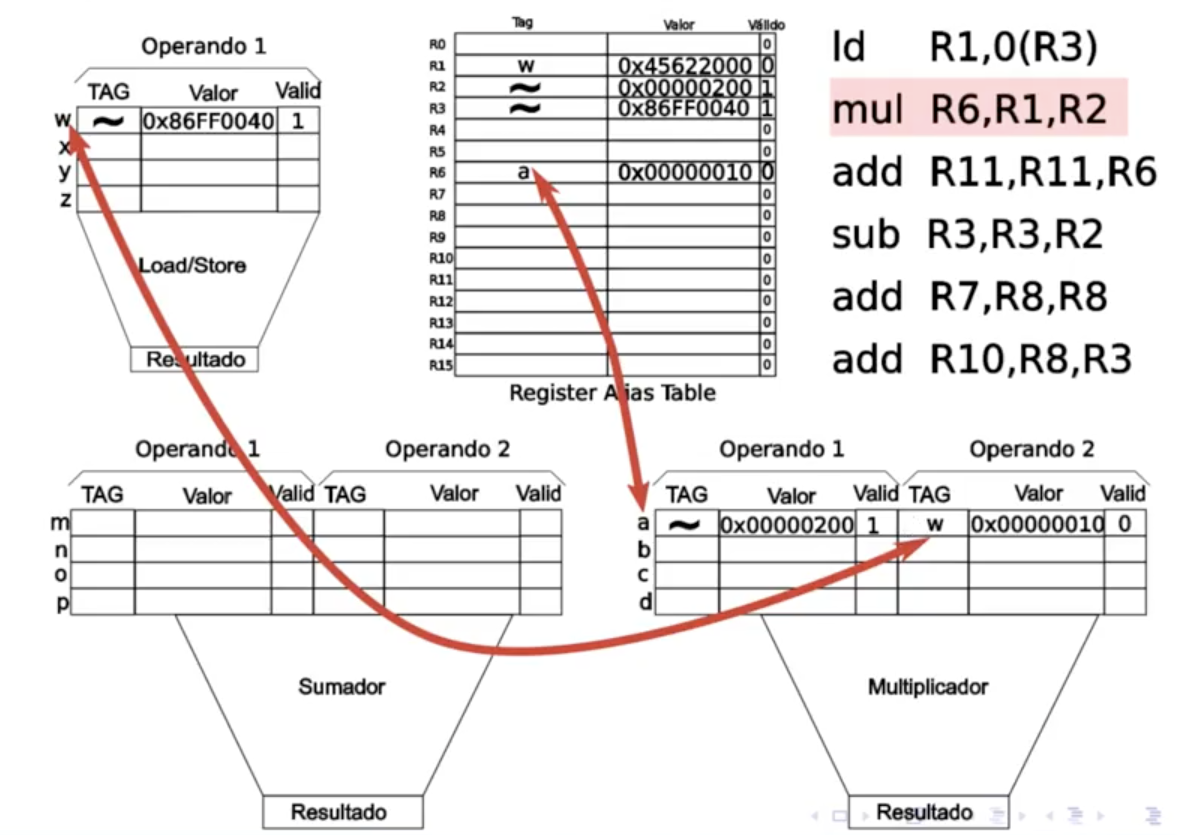 Operando 1
TAG Valor Valid
w ~ 0x86FF0040 1
x
y
z
Load/Store
Resultado
Tag Valor Válido
R0 0
R1 w 0x45622000 0
R2 ~ 0x00000200 1
R3 ~ 0x86FF0040 1
R4 0
R5 0
R6 a 0x00000010 0
R7 0
R8 0
R9 0
R10 0
R11 0
R12 0
R13 0
R14 0
R15 0
Register Alias Table
ld R1,0(R3)
mul R6,R1,R2
add R11,R11,R6
sub R3,R3,R2
add R7,R8,R8
add R10,R8,R3
Operando 1 Operando 2
TAG Valor Valid TAG Valor Valid
m
n
o
p
Sumador
Resultado
Operando 1 Operando 2
TAG Valor Valid TAG Valor Valid
a ~ 0x00000200 1 w 0x00000010 0
b
c
d
Multiplicador
Resultado